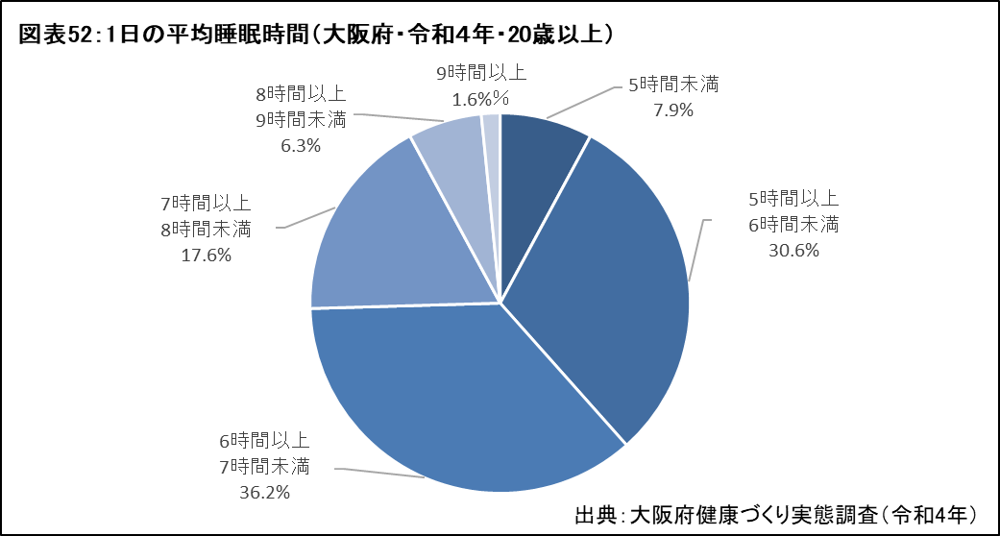 図表52：1日の平均睡眠時間（大阪府・令和４年・20歳以上）
9時間以上
1.6%%
5時間未満
7.9%
8時間以上
9時間未満
6.3%
5時間以上
6時間未満
30.6%
7時間以上
8時間未満
17.6%
6時間以上
7時間未満
36.2%
出典：大阪府健康づくり実態調査（令和4年）